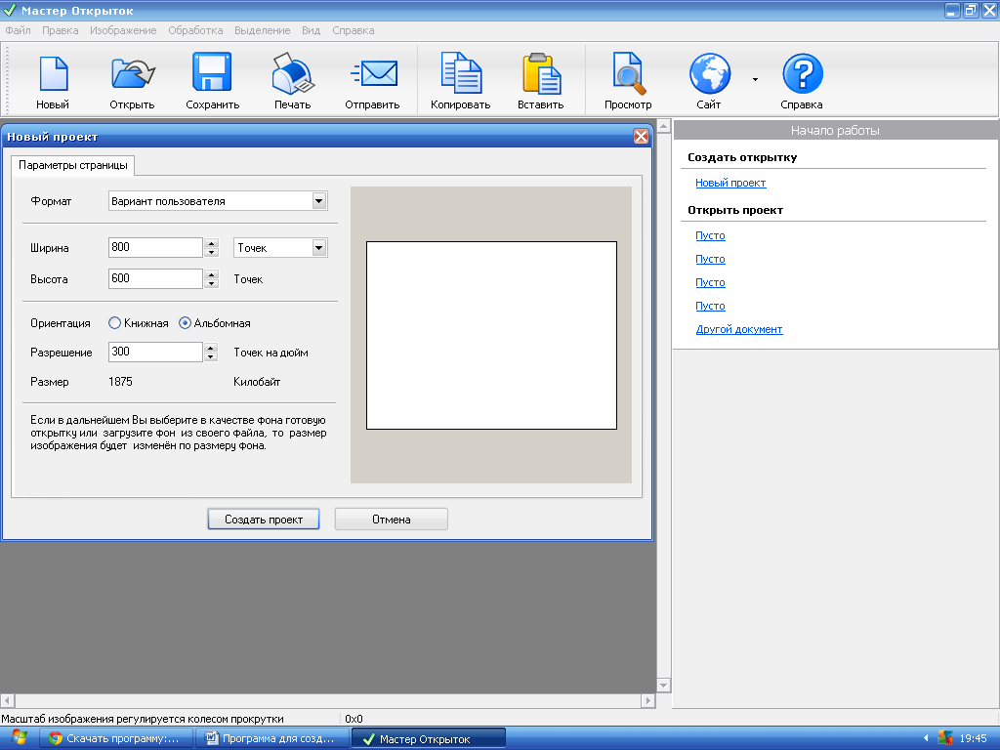 Мастер Открыток
Файл Правка Изображение Обработка Выделение Вид Справка
Новый Открыть Сохранить Печать Отправить Копировать Вставить Просмотр Сайт Справка
Новый проект
Параметры страницы
Формат Вариант пользователя
Ширина 800 Точек
Высота 600 Точек
Ориентация Книжная Альбомная
Разрешение 300 Точек на дюйм
Размер 1875 Килобайт
Если в дальнейшем Вы выберите в качестве фона готовую
открытку или загрузите фон из своего файла, то размер
изображения будет изменён по размеру фона.
Создать проект Отмена
Начало работы
Создать открытку
Новый проект
Открыть проект
Пусто
Пусто
Пусто
Пусто
Другой документ
Масштаб изображения регулируется колесом прокрутки 0x0
Скачать программу:... Программа для созд... Мастер Открыток 19:45